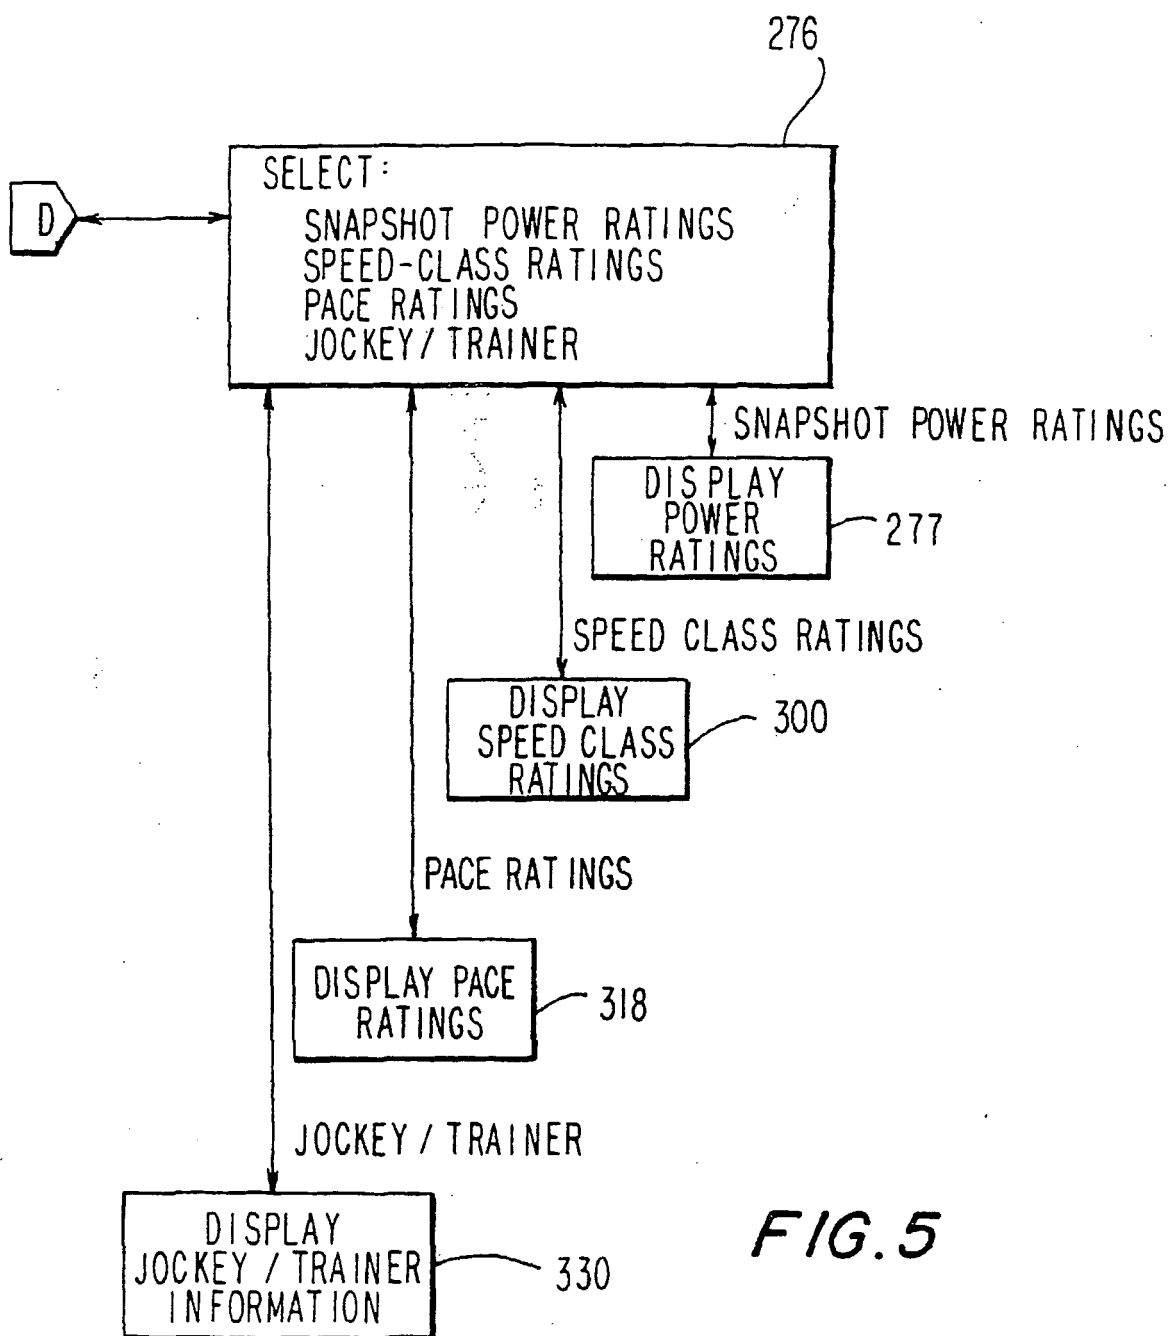 276
SELECT:
D
SNAPSHOT POWER RATINGS
SPEED-CLASS RATINGS
PACE RATINGS
JOCKEY / TRAINER
SNAPSHOT POWER RATINGS
DISPLAY
POWER
RATINGS
277
SPEED CLASS RATINGS
DISPLAY
SPEED CLASS
RATINGS
300
PACE RATINGS
DISPLAY PACE
RATINGS
318
JOCKEY / TRAINER
DISPLAY
JOCKEY / TRAINER
INFORMATION
330
FIG. 5